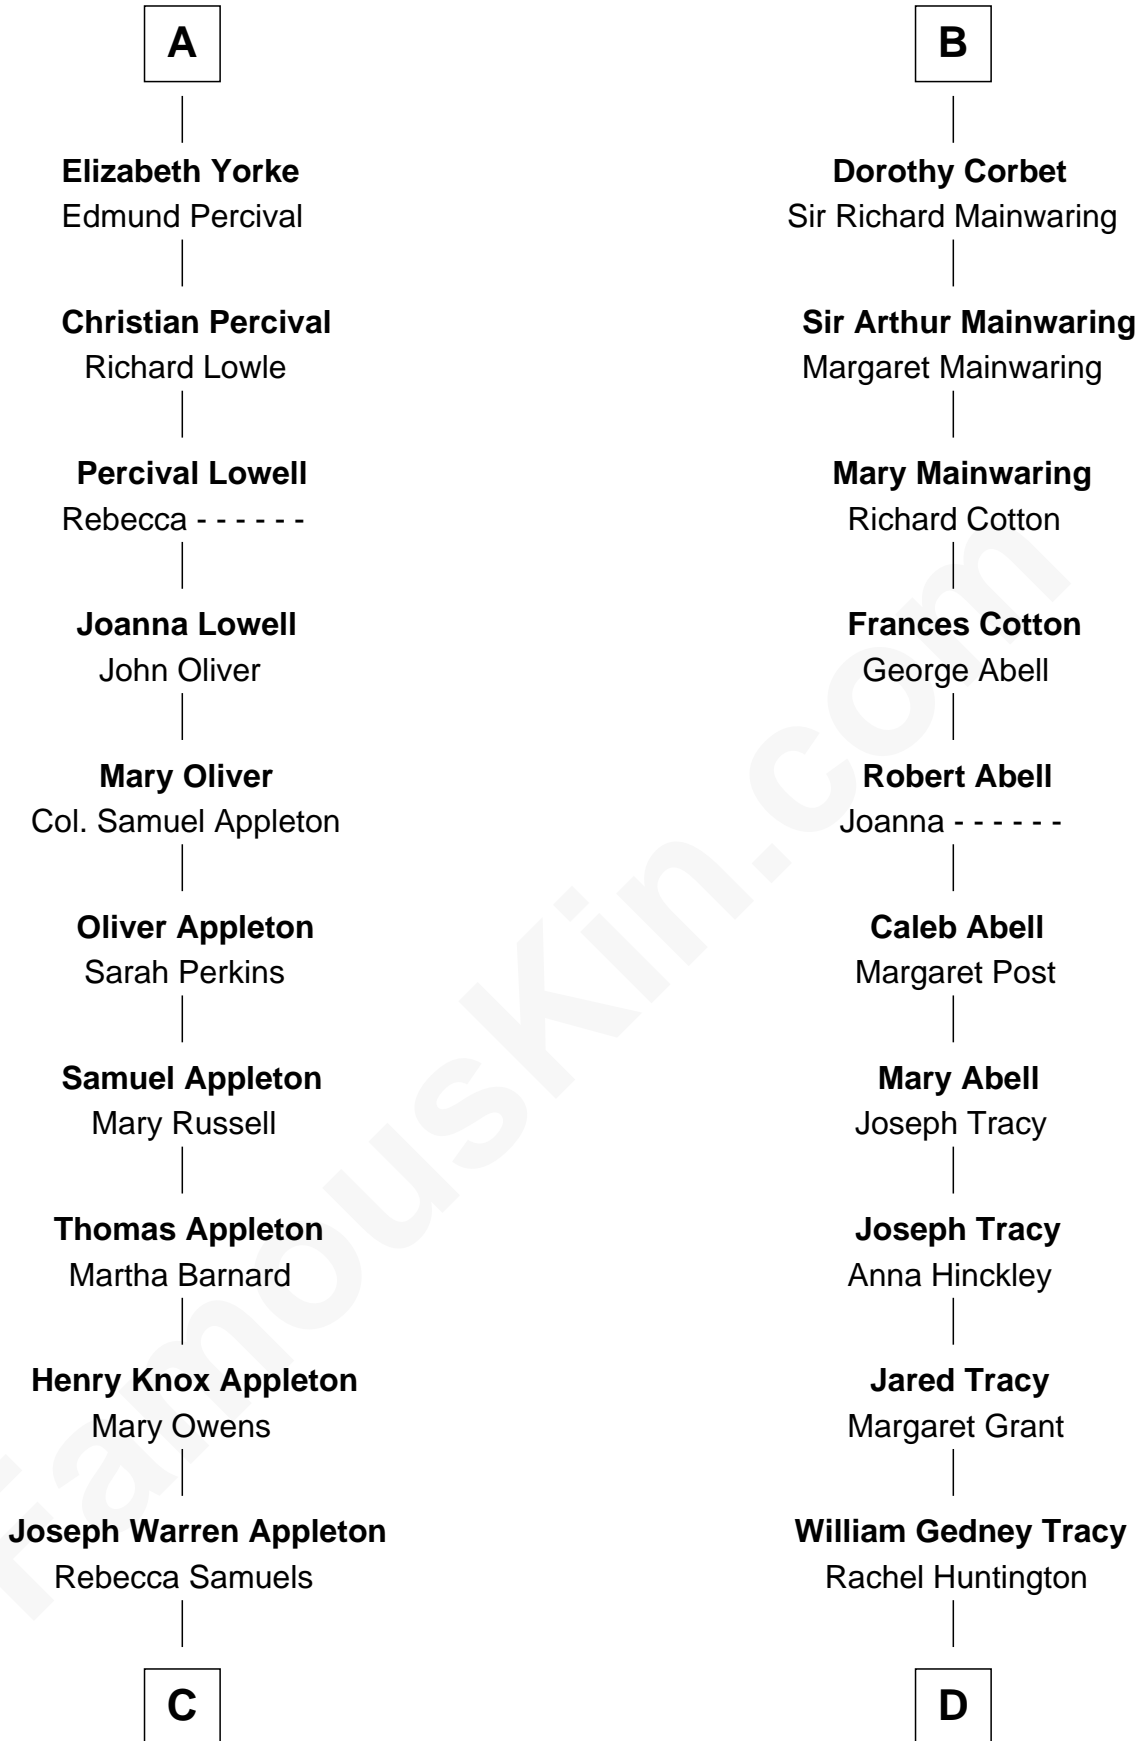 A
Elizabeth Yorke
Edmund Percival
Christian Percival
Richard Lowle
Percival Lowell
Rebecca - - - - - -
Joanna Lowell
John Oliver
Mary Oliver
Col. Samuel Appleton
Oliver Appleton
Sarah Perkins
Samuel Appleton
Mary Russell
Thomas Appleton
Martha Barnard
Henry Knox Appleton
Mary Owens
Joseph Warren Appleton
Rebecca Samuels
C
B
Dorothy Corbet
Sir Richard Mainwaring
Sir Arthur Mainwaring
Margaret Mainwaring
Mary Mainwaring
Richard Cotton
Frances Cotton
George Abell
Robert Abell
Joanna - - - - - -
Caleb Abell
Margaret Post
Mary Abell
Joseph Tracy
Joseph Tracy
Anna Hinckley
Jared Tracy
Margaret Grant
William Gedney Tracy
Rachel Huntington
D
FamousKin.com